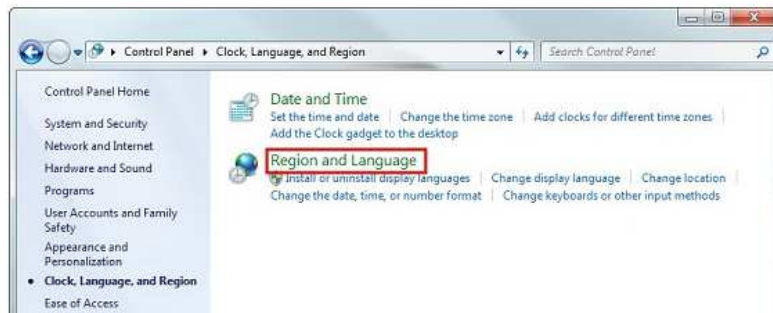 Control Panel
Clock, Language, and Region
Search Control Panel
Control Panel Home
System and Security
Network and Internet
Hardware and Sound
Programs
User Accounts and Family
Safety
Appearance and
Personalization
Clock, Language, and Region
Ease of Access
Date and Time
Set the time and date | Change the time zone | Add clocks for different time zones
Add the Clock gadget to the desktop
Region and Language
Install or uninstall display languages | Change display language | Change location
Change the date, time, or number format | Change keyboards or other input methods